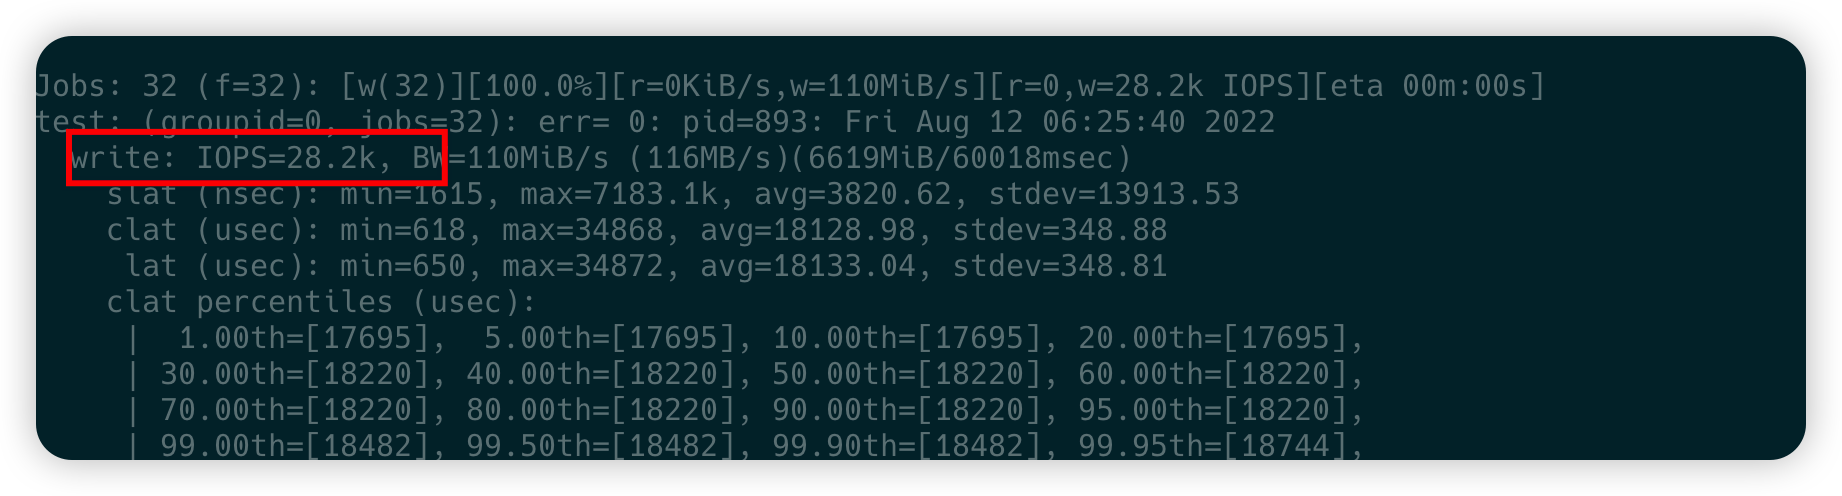 Jobs: 32 (f=32): [w(32)][100.0%][r=0KiB/s,w=110MiB/s][r=0,w=28.2k IOPS][eta 00m:00s]
test: (groupid=0, jobs=32): err= 0: pid=893: Fri Aug 12 06:25:40 2022
write: IOPS=28.2k, BW=110MiB/s (116MB/s)(6619MiB/60018msec)
slat (nsec): min=1615, max=7183.1k, avg=3820.62, stdev=13913.53
clat (usec): min=618, max=34868, avg=18128.98, stdev=348.88
lat (usec): min=650, max=34872, avg=18133.04, stdev=348.81
clat percentiles (usec):
| 1.00th=[17695], 5.00th=[17695], 10.00th=[17695], 20.00th=[17695],
| 30.00th=[18220], 40.00th=[18220], 50.00th=[18220], 60.00th=[18220],
| 70.00th=[18220], 80.00th=[18220], 90.00th=[18220], 95.00th=[18220],
| 99.00th=[18482], 99.50th=[18482], 99.90th=[18482], 99.95th=[18744],